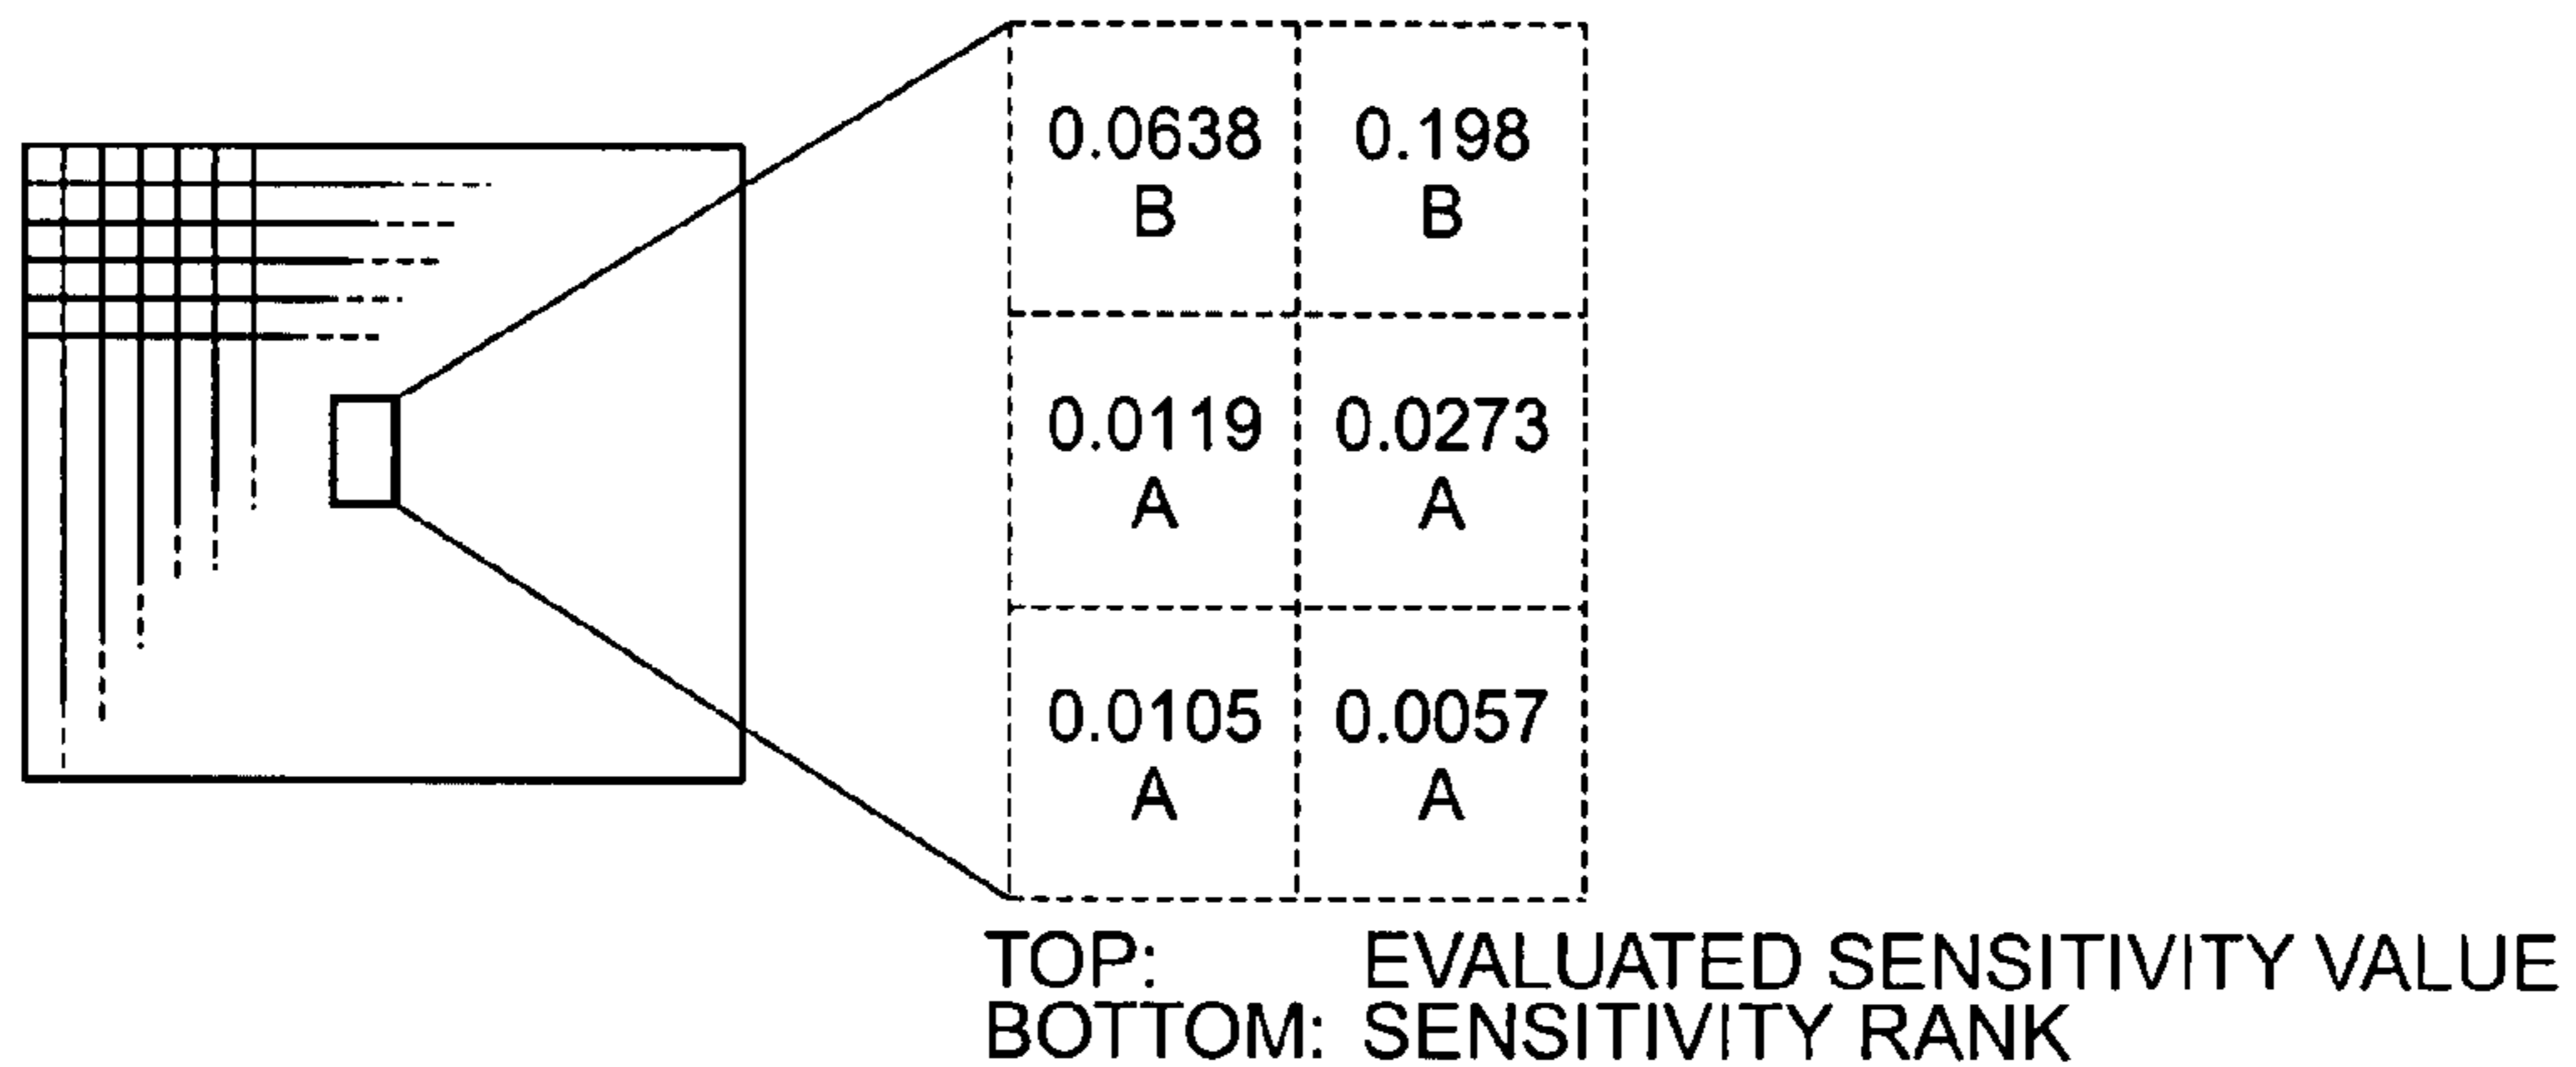 0.0638 0.198
B B
0.0119 0.0273
A A
0.0105 0.0057
A A
TOP: EVALUATED SENSITIVITY VALUE
BOTTOM: SENSITIVITY RANK